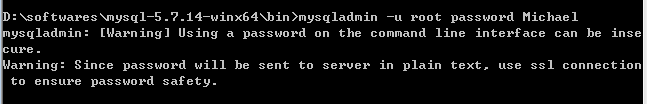 D:\softwares\mysql-5.7.14-winx64\bin>mysqladmin -u root password Michael
mysqladmin: [Warning] Using a password on the command line interface can be inse
cure.
Warning: Since password will be sent to server in plain text, use ssl connection
 to ensure password safety.